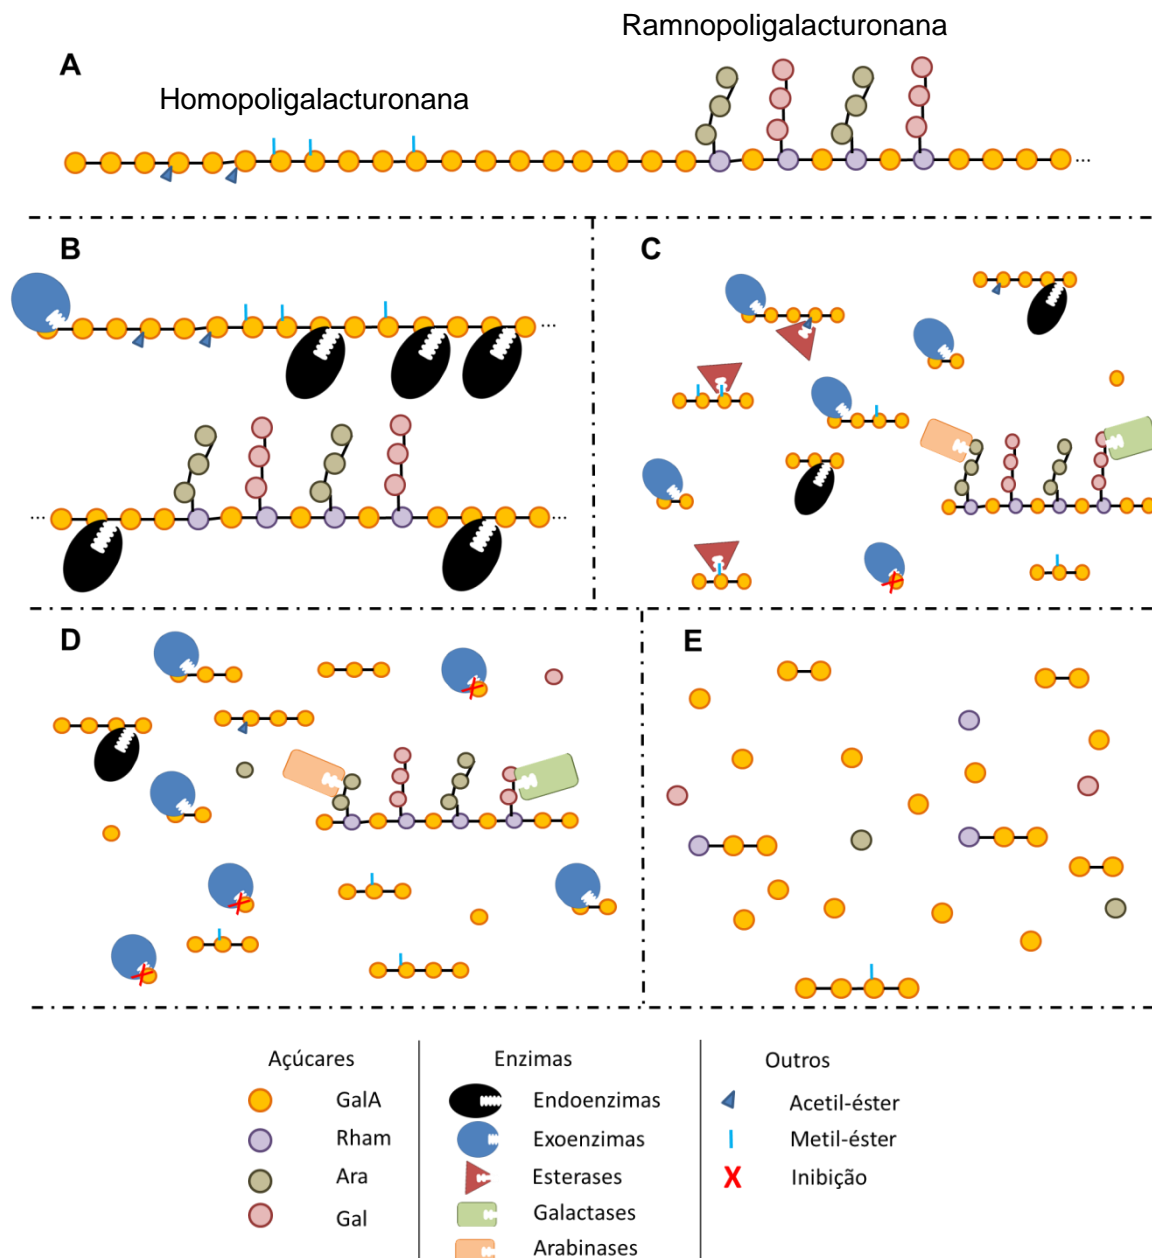 Ramnopoligalacturonana
A
Homopoligalacturonana
...
B
C
...
...
...
D
E
Açúcares
Enzimas
Outros
GalA
Endoenzimas
Acetil-éster
Rham
Exoenzimas
Metil-éster
Ara
Esterases
Inibição
Gal
Galactases
Arabinases